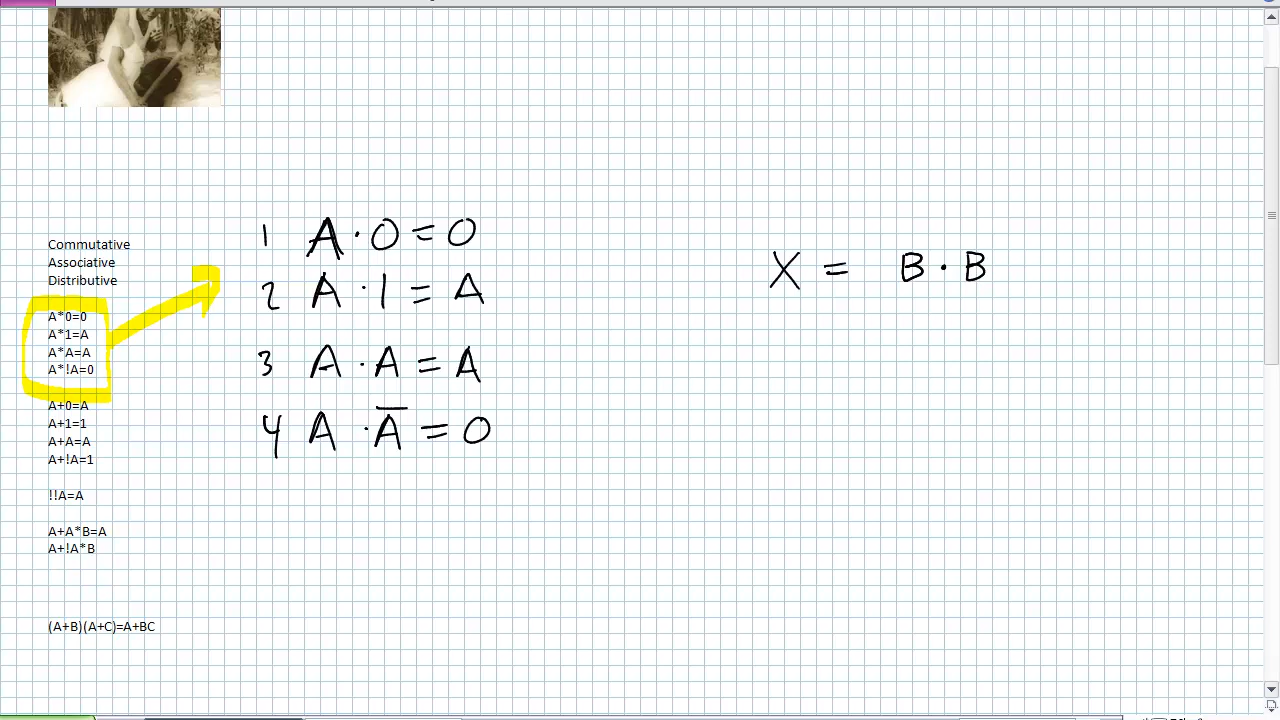 Commutative
Associative
Distributive
A*0=0
A*1=A
A*A=A
A*!A=0
A+0=A
A+1=1
A+A=A
A+!A=1
!!A=A
A+A*B=A
A+!A*B
(A+B)(A+C)=A+BC
1 A·0=0
2 A·1=A
3 A·A=A
4 A·A̅=0
X = B·B